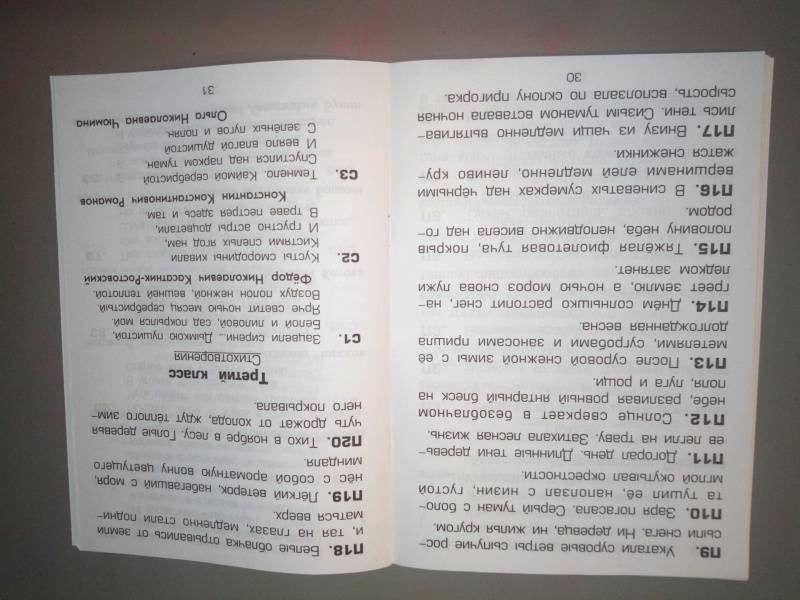 П9. Укатали суровые ветры сыпучие рос-
сыпи снега. Ни деревца, ни жилья кругом.
П10. Заря погасала. Серый туман с боло-
та тушил её, наползал с низин, густой
мглой окутывал окрестности.
П11. Догорал день. Длинные тени деревь-
ев легли на траву. Затихала лесная жизнь.
П12. Солнце сверкает в безоблачном
небе, разливая ровный янтарный блеск на
поля, луга и рощи.
П13. После суровой снежной зимы с её
метелями, сугробами и заносами пришла
долгожданная весна.
П14. Днём солнышко растопит снег, на-
греет землю, а ночью мороз снова лужи
ледком затянет.
П15. Тяжёлая фиолетовая туча, покрыв
половину неба, неподвижно висела над го-
родом.
П16. В синеватых сумерках над чёрными
вершинами елей медленно, лениво кру-
жатся снежинки.
П17. Внизу из чащи медленно вытягива-
лись тени. Сизым туманом вставала ночная
сырость, всползала по склону пригорка.
30
П18. Белые облачка отрывались от земли
и, тая на глазах, медленно стали подни-
маться вверх.
П19. Лёгкий ветерок, набегавший с моря,
нёс с собой ароматную волну цветущего
миндаля.
П20. Тихо в ноябре в лесу. Голые деревья
чуть дрожат от холода, ждут тёплого зим-
него покрывала.
Третий класс
Стихотворения
С1. Зацвели сирени... Дымкою пушистой,
Белой и лиловой, сад покрылся мой.
Ярче светит ночью месяц серебристый,
Воздух полон нежной, вешней теплотой.
Фёдор Николаевич Касаткин-Ростовский
С2. Кусты смородины кивали
Кистями спелых ягод нам,
И грустно астры доцветали
В траве пестрея здесь и там.
Константин Константинович Романов
С3. Темнело. Каймой серебристой
Спустился над парком туман,
И веяло влагой душистой
С зелёных лугов и полян.
Ольга Николаевна Чюмина
31